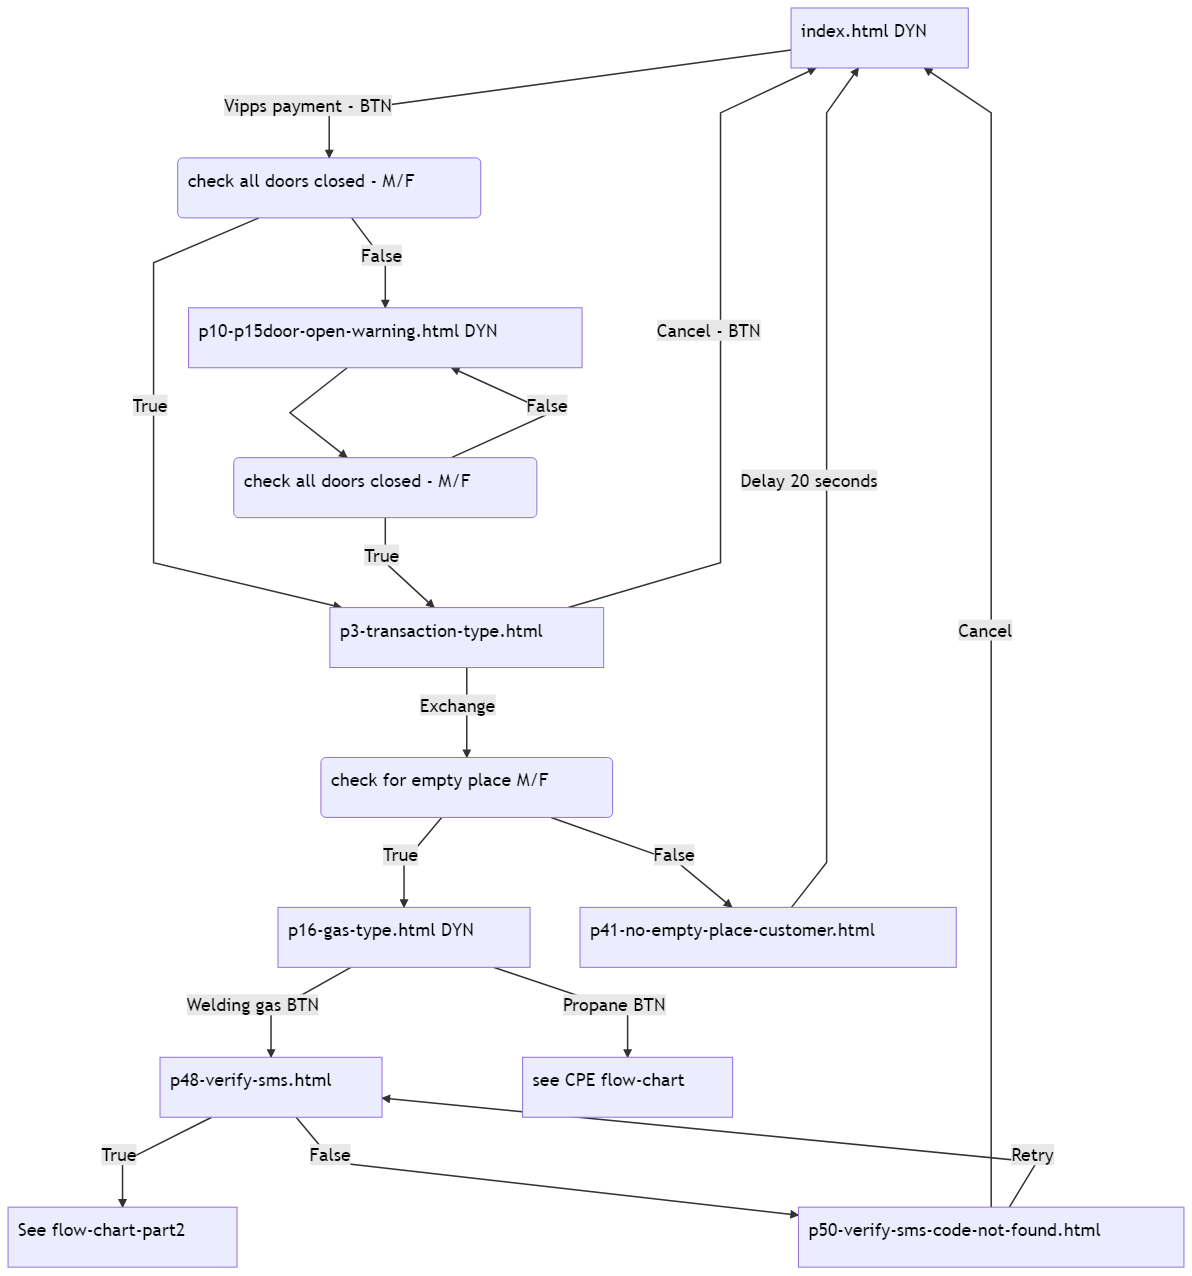 index.html DYN
Vipps payment - BTN
check all doors closed - M/F
False
p10-p15door-open-warning.html DYN
Cancel - BTN
True
False
check all doors closed - M/F
Delay 20 seconds
True
p3-transaction-type.html
Cancel
Exchange
check for empty place M/F
True
False
p16-gas-type.html DYN
p41-no-empty-place-customer.html
Welding gas BTN
Propane BTN
p48-verify-sms.html
see CPE flow-chart
True
False
Retry
See flow-chart-part2
p50-verify-sms-code-not-found.html